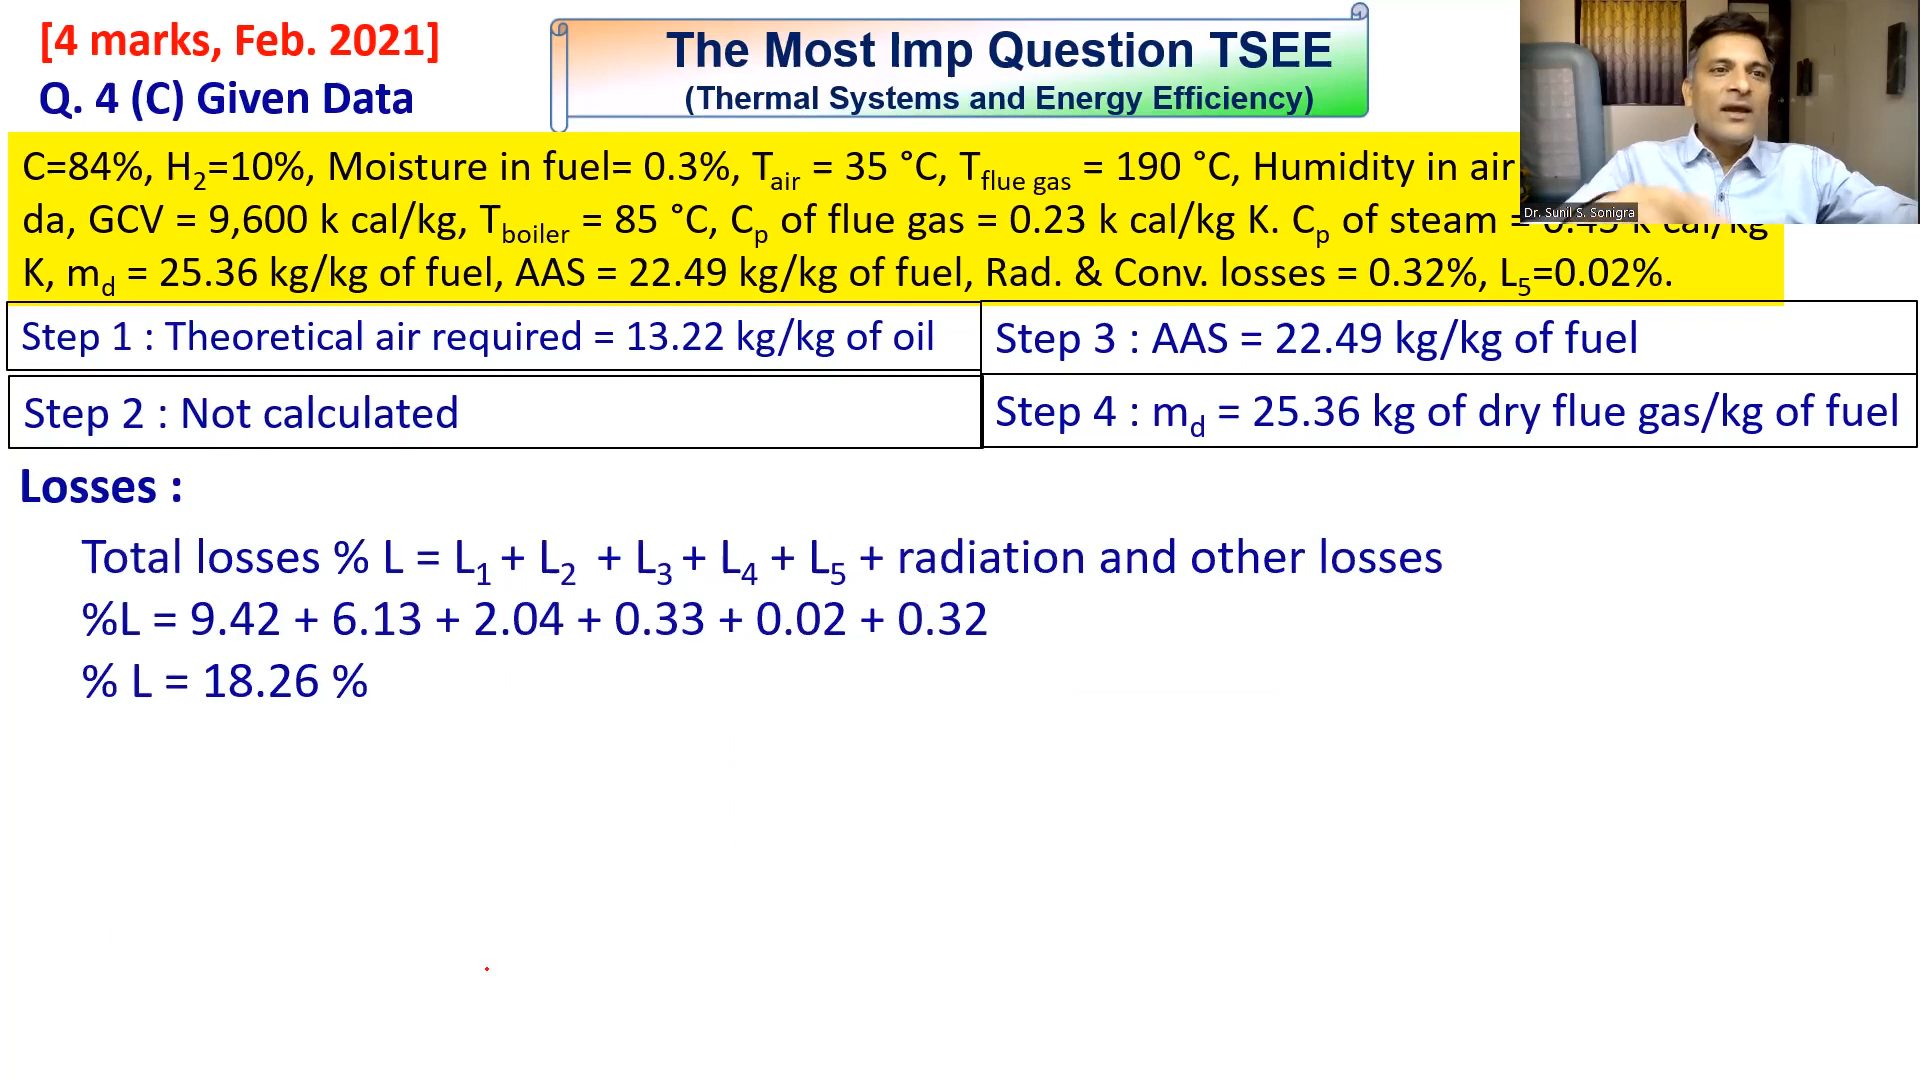 [4 marks, Feb. 2021]
Q. 4 (C) Given Data
The Most Imp Question TSEE
(Thermal Systems and Energy Efficiency)
C=84%, H2=10%, Moisture in fuel= 0.3%, Tair = 35 °C, Tflue gas = 190 °C, Humidity in air
da, GCV = 9,600 k cal/kg, Tboiler = 85 °C, Cp of flue gas = 0.23 k cal/kg K. Cp of steam = 0.45 k cal/kg
K, md = 25.36 kg/kg of fuel, AAS = 22.49 kg/kg of fuel, Rad. & Conv. losses = 0.32%, L5=0.02%.
Dr. Sunil S. Sonigra
Step 1 : Theoretical air required = 13.22 kg/kg of oil
Step 3 : AAS = 22.49 kg/kg of fuel
Step 2 : Not calculated
Step 4 : md = 25.36 kg of dry flue gas/kg of fuel
Losses :
Total losses % L = L1 + L2 + L3 + L4 + L5 + radiation and other losses
%L = 9.42 + 6.13 + 2.04 + 0.33 + 0.02 + 0.32
% L = 18.26 %